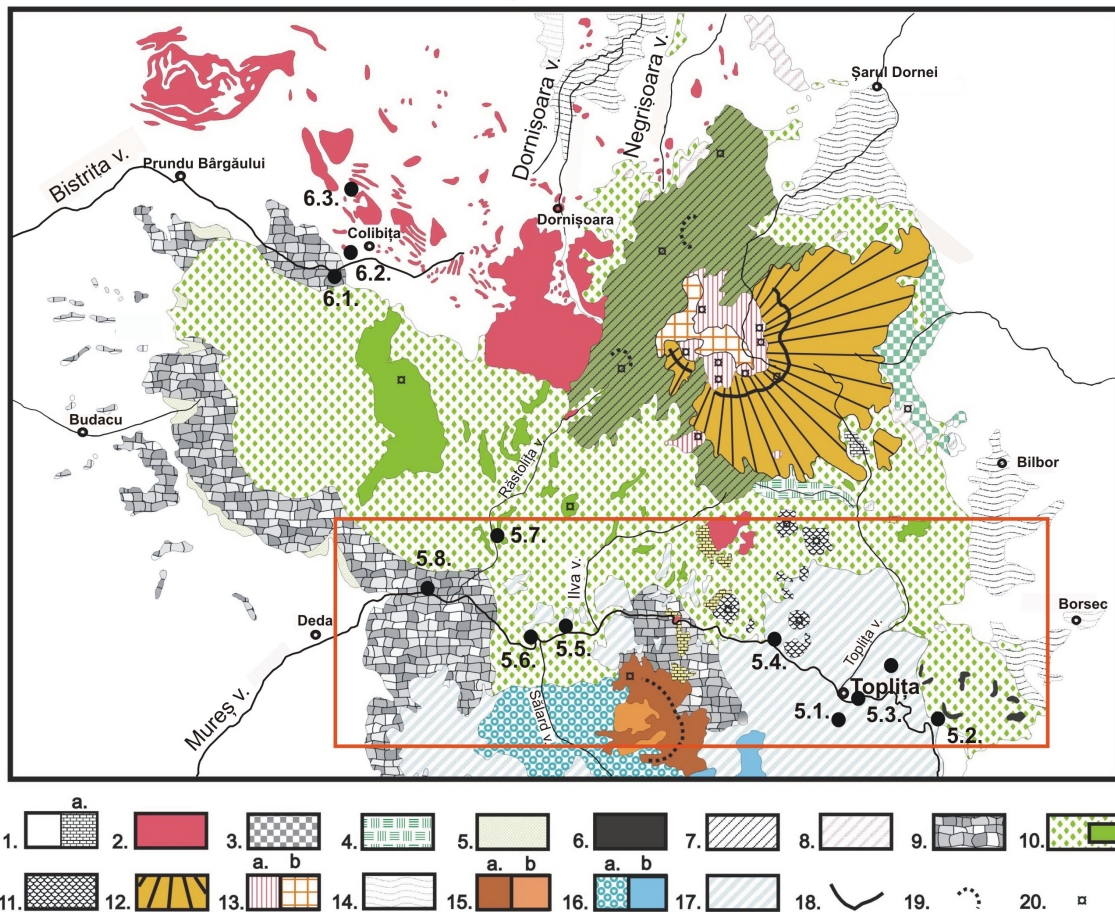 Dornișoara v.
Negrișoara v.
Șarul Dornei
Bistrița v.
Prundu Bârgăului
6.3.
Dornișoara
Colibița
6.2.
6.1.
Budacu
Răstolița v.
Bilbor
5.7
5.8.
Ilva v.
Borsec
Deda
5.6.
5.5.
5.4.
Toplița v.
Toplița
5.1.
5.3.
5.2.
Mureș v.
Sălard v.
a.
1. 2. 3. 4. 5. 6. 7. 8. 9. 10.
a. b a. b a b
11. 12. 13. 14. 15. 16. 17. 18. 19. 20.